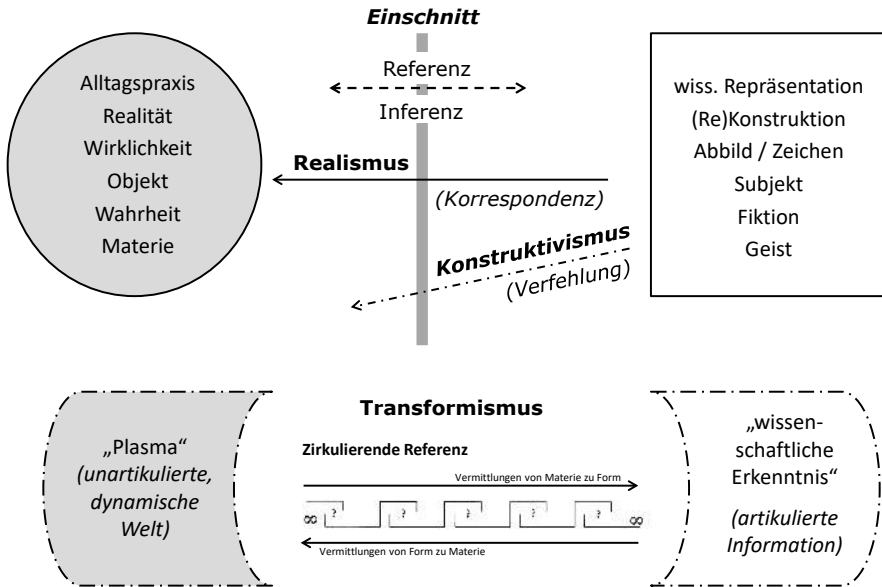 Einschnitt
Alltagspraxis
Realität
Wirklichkeit
Objekt
Wahrheit
Materie
Referenz
Inferenz
Realismus
(Korrespondenz)
Konstruktivismus
(Verfehlung)
wiss. Repräsentation
(Re)Konstruktion
Abbild / Zeichen
Subjekt
Fiktion
Geist
„Plasma“
(unartikulierte,
dynamische
Welt)
Transformismus
Zirkulierende Referenz
Vermittlungen von Materie zu Form
∞ ? ? ? ? ? ∞
Vermittlungen von Form zu Materie
„wissen-
schaftliche
Erkenntnis“
(artikulierte
Information)